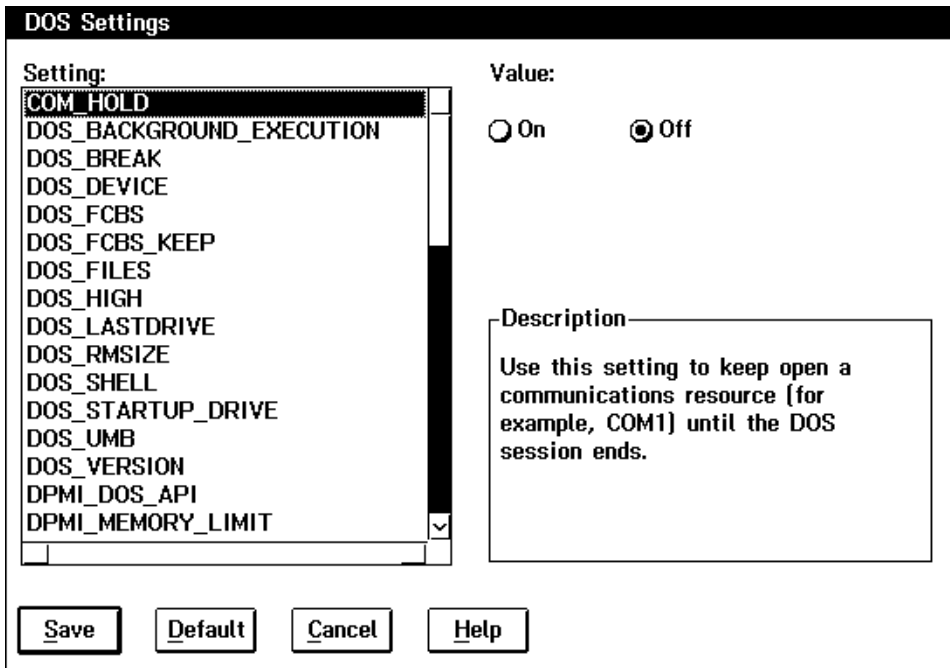 DOS Settings
Setting:
COM_HOLD
DOS_BACKGROUND_EXECUTION
DOS_BREAK
DOS_DEVICE
DOS_FCBS
DOS_FCBS_KEEP
DOS_FILES
DOS_HIGH
DOS_LASTDRIVE
DOS_RMSIZE
DOS_SHELL
DOS_STARTUP_DRIVE
DOS_UMB
DOS_VERSION
DPMI_DOS_API
DPMI_MEMORY_LIMIT
Value:
On Off
Description
Use this setting to keep open a
communications resource (for
example, COM1) until the DOS
session ends.
Save Default Cancel Help